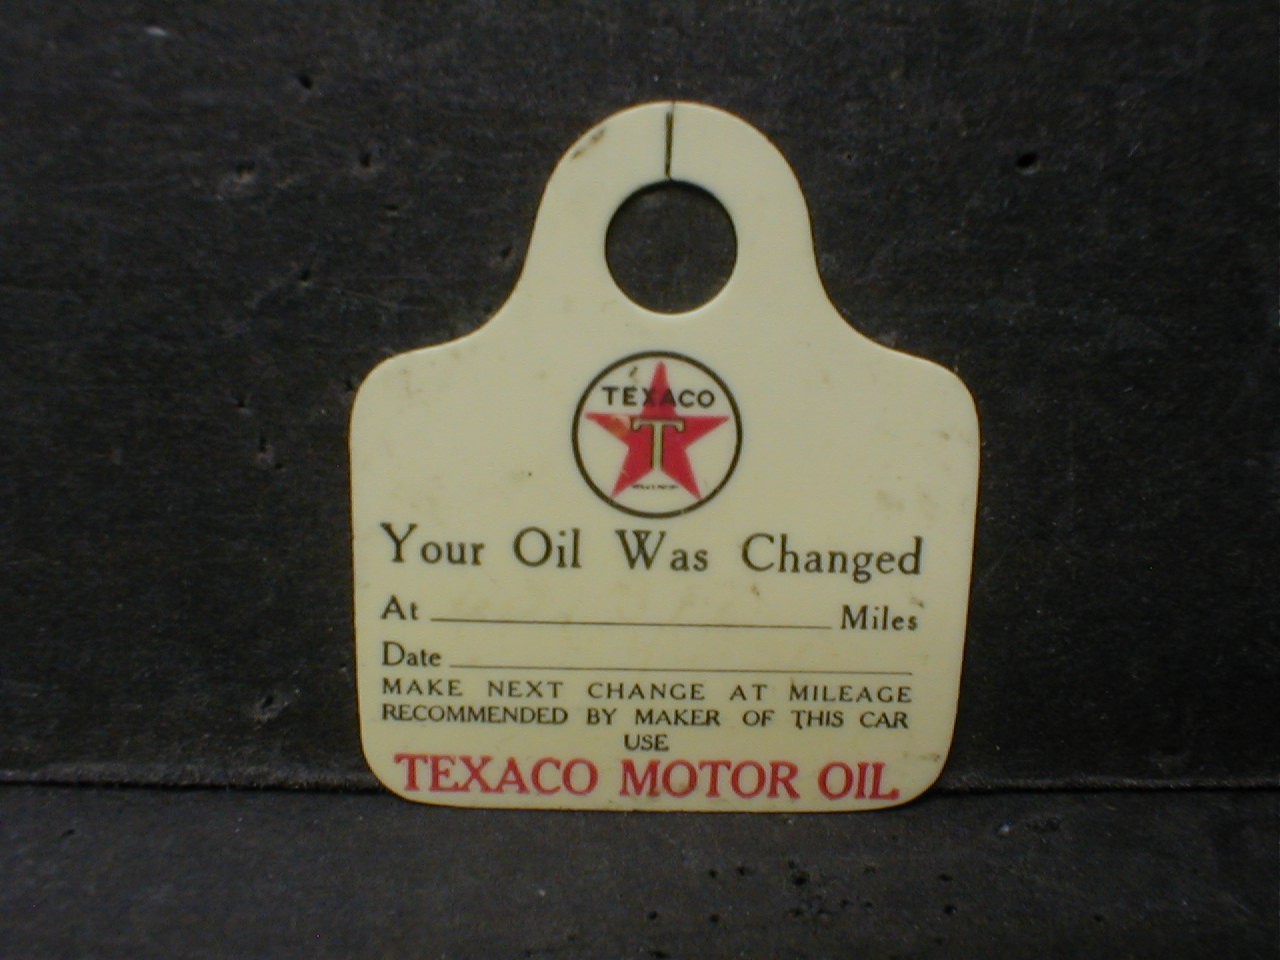 TEXACO
T
Your Oil Was Changed
At Miles
Date
MAKE NEXT CHANGE AT MILEAGE
RECOMMENDED BY MAKER OF THIS CAR
USE
TEXACO MOTOR OIL